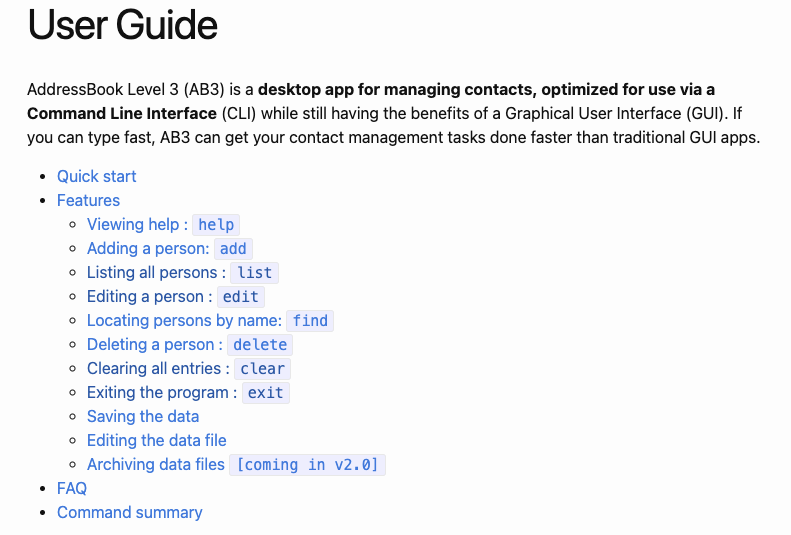 User Guide
AddressBook Level 3 (AB3) is a desktop app for managing contacts, optimized for use via a
Command Line Interface (CLI) while still having the benefits of a Graphical User Interface (GUI). If
you can type fast, AB3 can get your contact management tasks done faster than traditional GUI apps.
Quick start
Features
Viewing help : help
Adding a person: add
Listing all persons : list
Editing a person : edit
Locating persons by name: find
Deleting a person : delete
Clearing all entries : clear
Exiting the program : exit
Saving the data
Editing the data file
Archiving data files [coming in v2.0]
FAQ
Command summary